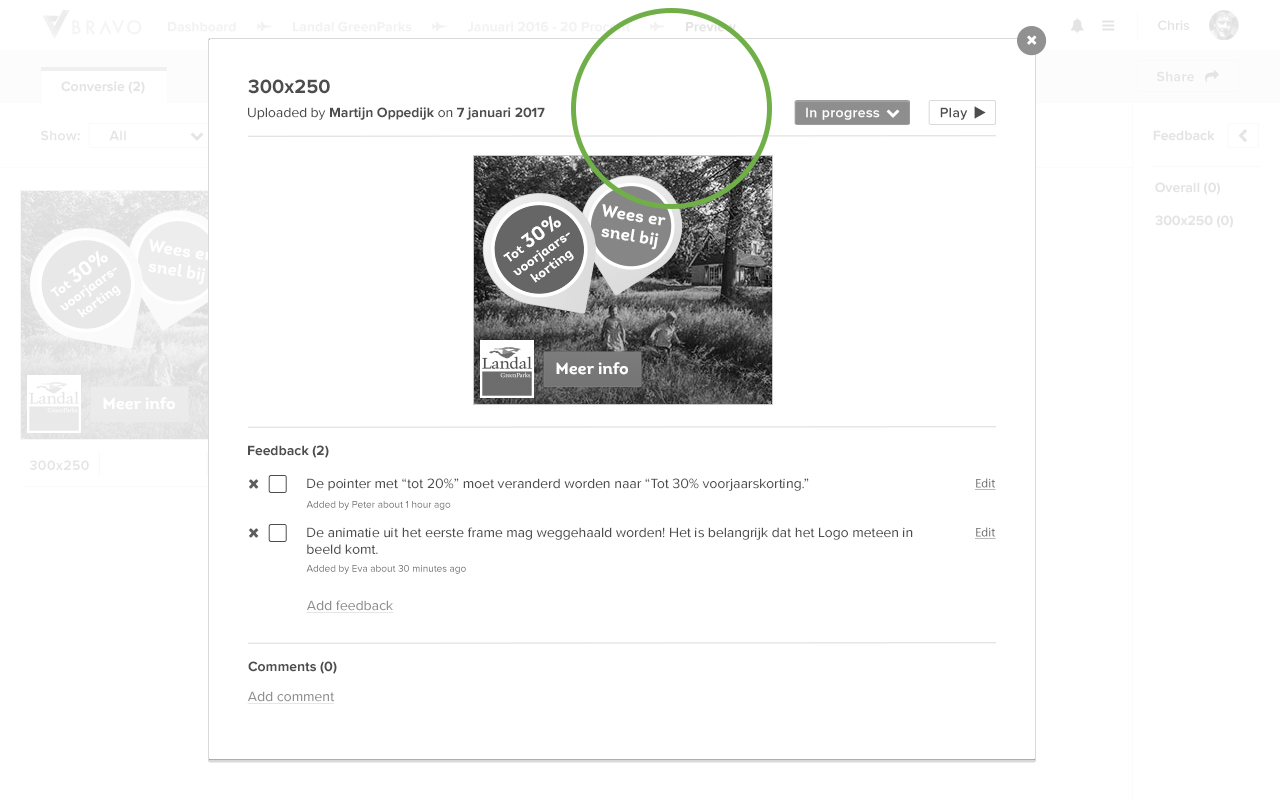 BRAVO Dashboard Landal GreenParks Januari 2016 - 20 Procent Preview Chris
Conversie (2) Share
Show: All
Feedback
Overall (0)
300x250 (0)
Tot 30%
voorjaars-
korting
Wees er
snel bij
Landal
GreenParks
Meer info
300x250
300x250
Uploaded by Martijn Oppedijk on 7 januari 2017
In progress Play
Tot 30%
voorjaars-
korting
Wees er
snel bij
Landal
GreenParks
Meer info
Feedback (2)
De pointer met “tot 20%” moet veranderd worden naar “Tot 30% voorjaarskorting.” Edit
Added by Peter about 1 hour ago
De animatie uit het eerste frame mag weggehaald worden! Het is belangrijk dat het Logo meteen in Edit
beeld komt.
Added by Eva about 30 minutes ago
Add feedback
Comments (0)
Add comment